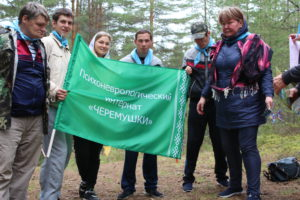 Психоневрологический
интернат
«ЧЕРЕМУШКИ»